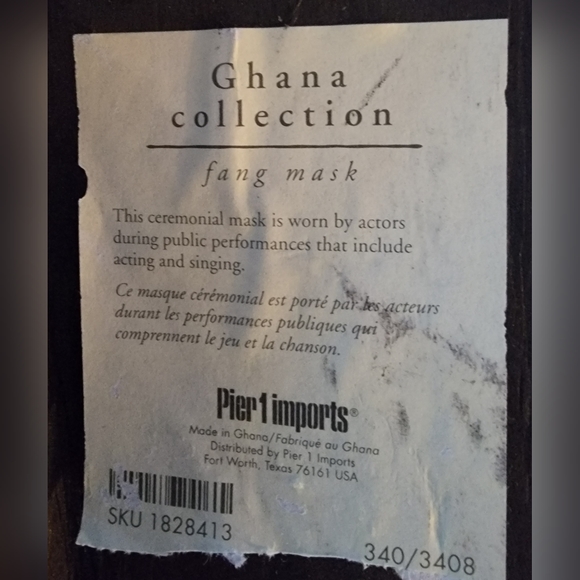 Ghana
collection
fang mask
This ceremonial mask is worn by actors
during public performances that include
acting and singing.
Ce masque cérémonial est porté par les acteurs
durant les performances publiques qui
comprennent le jeu et la chanson.
Pier 1 imports®
Made in Ghana/Fabriqué au Ghana
Distributed by Pier 1 Imports
Fort Worth, Texas 76161 USA
SKU 1828413
340/3408